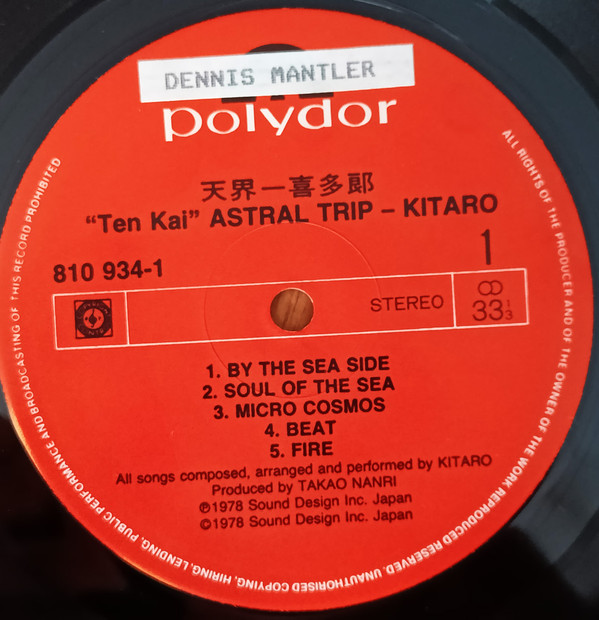 DENNIS MANTLER
polydor
天界一喜多郎
"Ten Kai" ASTRAL TRIP – KITARO
810 934-1
1
STEREO
33 1/3
1. BY THE SEA SIDE
2. SOUL OF THE SEA
3. MICRO COSMOS
4. BEAT
5. FIRE
All songs composed, arranged and performed by KITARO
Produced by TAKAO NANRI
℗1978 Sound Design Inc. Japan
©1978 Sound Design Inc. Japan
ALL RIGHTS OF THE PRODUCER AND OF THE OWNER OF THE WORK REPRODUCED RESERVED. UNAUTHORISED COPYING, HIRING, LENDING, PUBLIC PERFORMANCE AND BROADCASTING OF THIS RECORD PROHIBITED